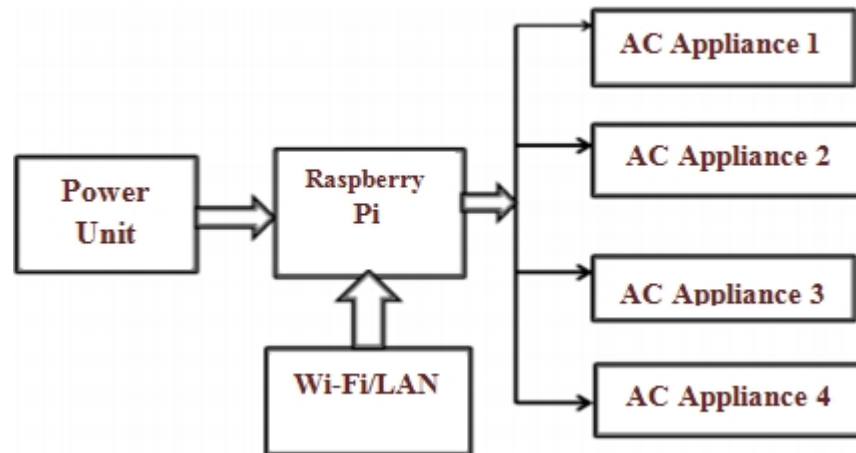 AC Appliance 1
AC Appliance 2
Power
Unit
Raspberry
Pi
AC Appliance 3
Wi-Fi/LAN
AC Appliance 4